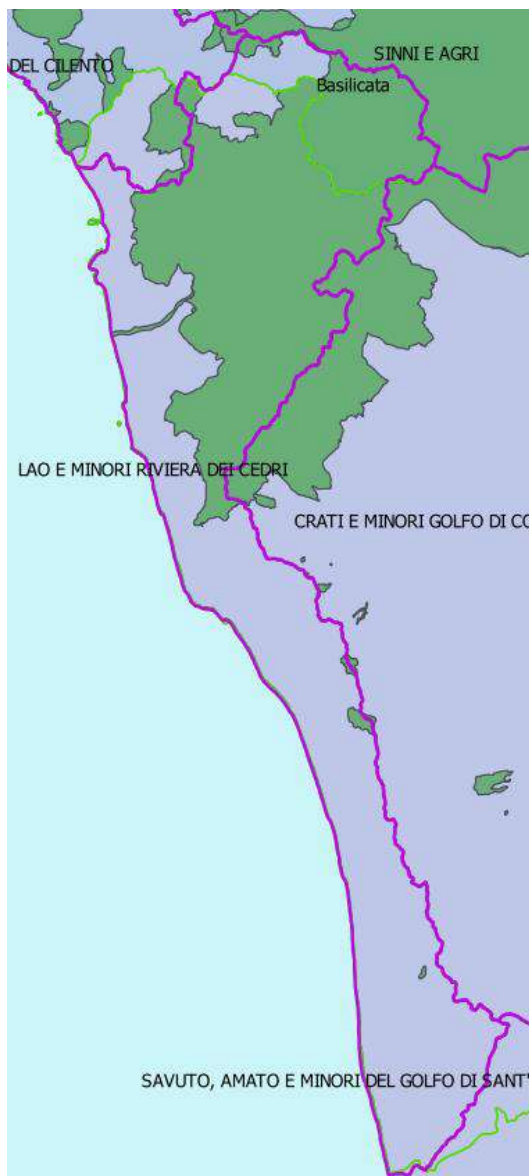 SINNI E AGRI
DEL CILENTO
Basilicata
LAO E MINORI RIVIERA DEI CEDRI
CRATI E MINORI GOLFO DI CO
SAVUTO, AMATO E MINORI DEL GOLFO DI SANT'